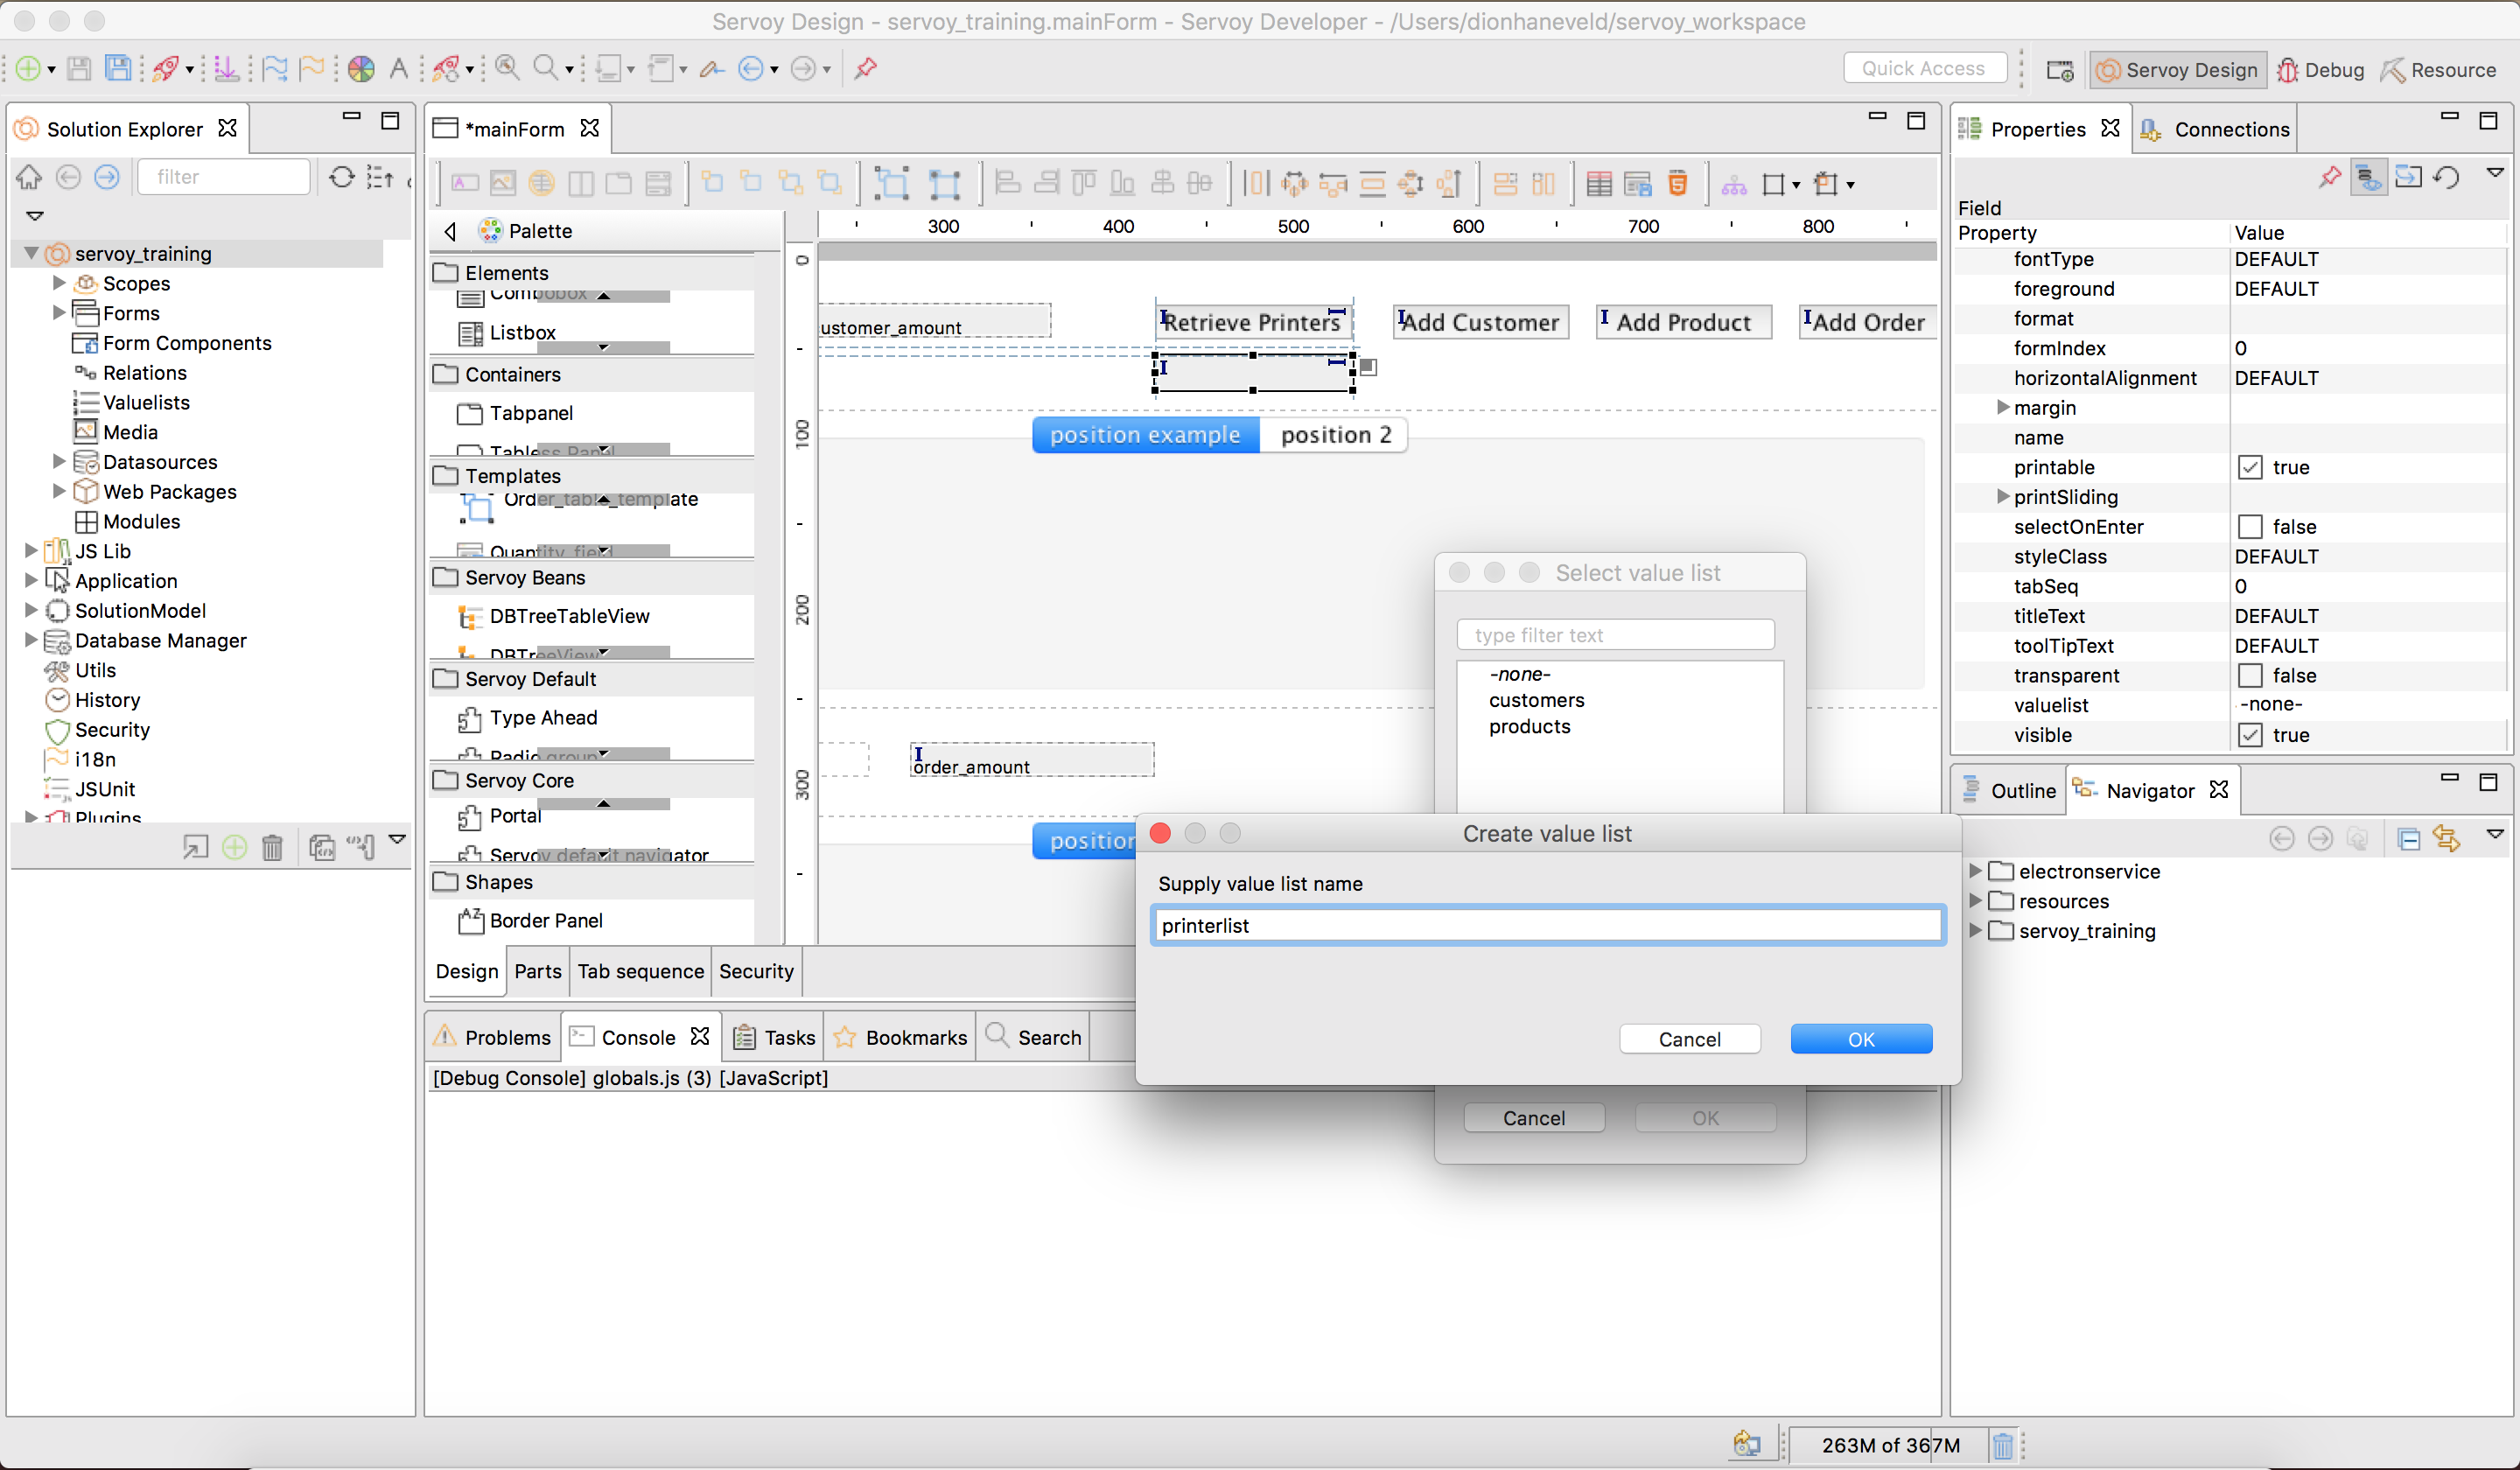 Servoy Design - servoy_training.mainForm - Servoy Developer - /Users/dionhaneveld/servoy_workspace
Quick Access
Servoy Design
Debug
Resource
Solution Explorer
filter
servoy_training
Scopes
Forms
Form Components
Relations
Valuelists
Media
Datasources
Web Packages
Modules
JS Lib
Application
SolutionModel
Database Manager
Utils
History
Security
i18n
JSUnit
Plugins
*mainForm
Palette
Elements
Combobox
Listbox
Containers
Tabpanel
Tabless Panel
Templates
Order_table_template
Quantity_field
Servoy Beans
DBTreeTableView
DBTreeView
Servoy Default
Type Ahead
Radio group
Servoy Core
Portal
Servoy default navigator
Shapes
Border Panel
300 400 500 600 700 800
0
100
200
300
ustomer_amount
Retrieve Printers
Add Customer
Add Product
Add Order
position example
position 2
order_amount
position
Design
Parts
Tab sequence
Security
Select value list
type filter text
-none-
customers
products
Cancel
OK
Create value list
Supply value list name
printerlist
Cancel
OK
Problems
Console
Tasks
Bookmarks
Search
[Debug Console] globals.js (3) [JavaScript]
Properties
Connections
Field
Property Value
fontType DEFAULT
foreground DEFAULT
format
formIndex 0
horizontalAlignment DEFAULT
margin
name
printable true
printSliding
selectOnEnter false
styleClass DEFAULT
tabSeq 0
titleText DEFAULT
toolTipText DEFAULT
transparent false
valuelist -none-
visible true
Outline
Navigator
electronservice
resources
servoy_training
263M of 367M